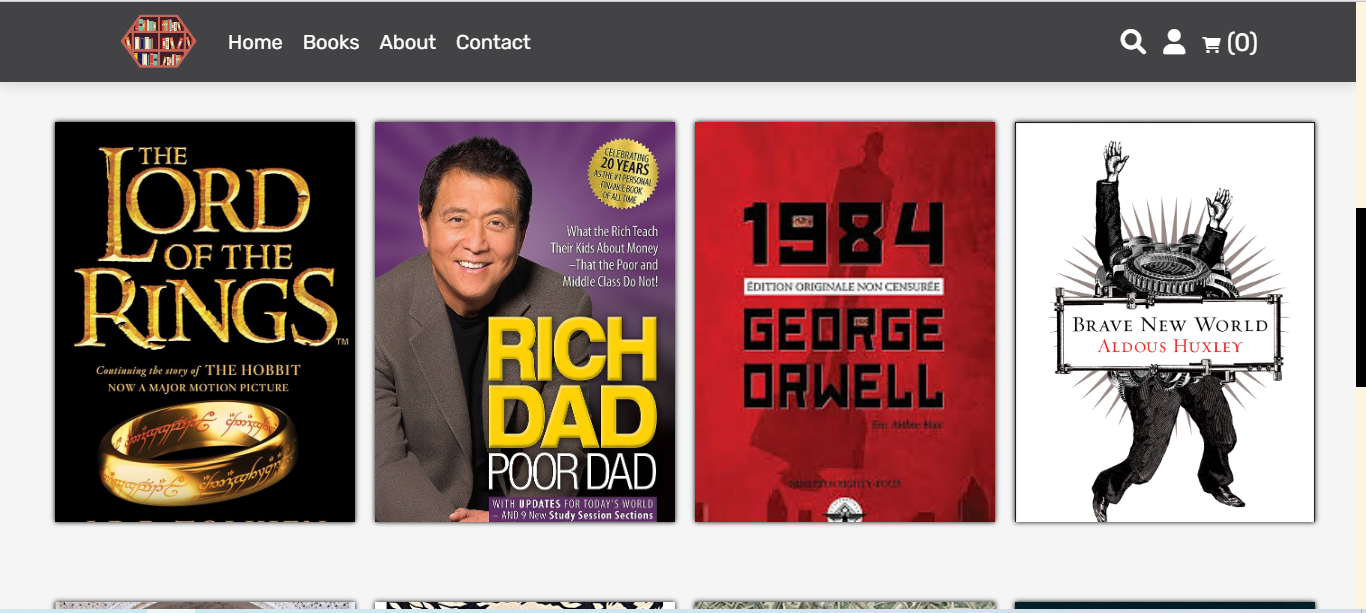 Home Books About Contact
(0)
THE
LORD
OF THE
RINGS
TM
Continuing the story of THE HOBBIT
NOW A MAJOR MOTION PICTURE
CELEBRATING
20 YEARS
AS THE #1 PERSONAL
FINANCE BOOK
OF ALL TIME
What the Rich Teach
Their Kids About Money
–That the Poor and
Middle Class Do Not!
RICH
DAD
POOR DAD
WITH UPDATES FOR TODAY'S WORLD
– AND 9 New Study Session Sections
1984
ÉDITION ORIGINALE NON CENSURÉE
GEORGE
ORWELL
BRAVE NEW WORLD
ALDOUS HUXLEY